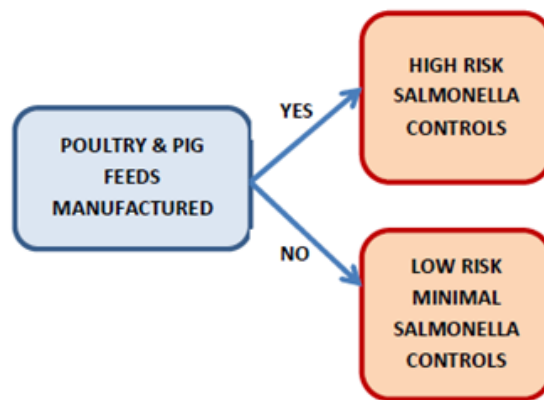 POULTRY & PIG
FEEDS
MANUFACTURED
YES
HIGH RISK
SALMONELLA
CONTROLS
NO
LOW RISK
MINIMAL
SALMONELLA
CONTROLS